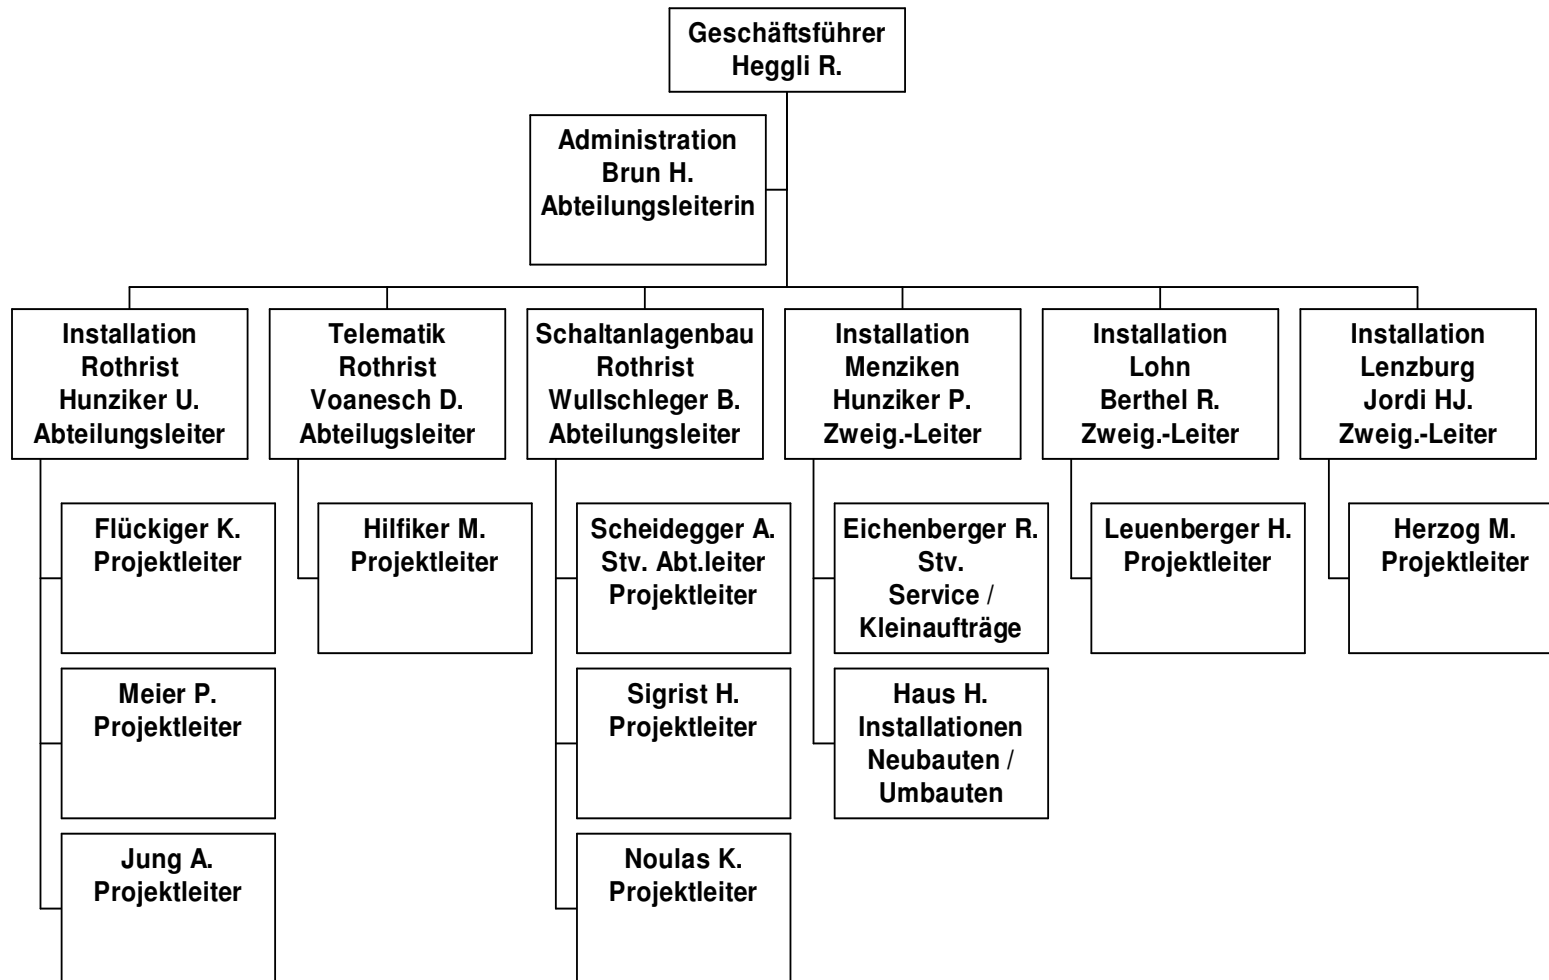 Geschäftsführer
Heggli R.
Administration
Brun H.
Abteilungsleiterin
Installation
Rothrist
Hunziker U.
Abteilungsleiter
Telematik
Rothrist
Voanesch D.
Abteilugsleiter
Schaltanlagenbau
Rothrist
Wullschleger B.
Abteilungsleiter
Installation
Menziken
Hunziker P.
Zweig.-Leiter
Installation
Lohn
Berthel R.
Zweig.-Leiter
Installation
Lenzburg
Jordi HJ.
Zweig.-Leiter
Flückiger K.
Projektleiter
Hilfiker M.
Projektleiter
Scheidegger A.
Stv. Abt.leiter
Projektleiter
Eichenberger R.
Stv.
Service /
Kleinaufträge
Leuenberger H.
Projektleiter
Herzog M.
Projektleiter
Meier P.
Projektleiter
Sigrist H.
Projektleiter
Haus H.
Installationen
Neubauten /
Umbauten
Jung A.
Projektleiter
Noulas K.
Projektleiter